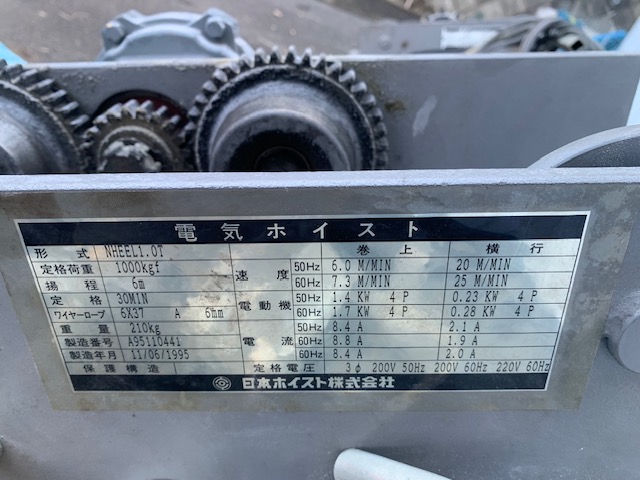 電気ホイスト
形式 NHEEL1.0T 巻上 横行
定格荷重 1000kgf 速度 50Hz 6.0 M/MIN 20 M/MIN
揚程 6m 60Hz 7.3 M/MIN 25 M/MIN
定格 30MIN 電動機 50Hz 1.4 KW 4 P 0.23 KW 4 P
ワイヤーロープ 6X37 A 6mm 60Hz 1.7 KW 4 P 0.28 KW 4 P
重量 210kg 電流 50Hz 8.4 A 2.1 A
製造番号 A95110441 60Hz 8.8 A 1.9 A
製造年月 11/06/1995 60Hz 8.4 A 2.0 A
保護構造 定格電圧 3φ 200V 50Hz 200V 60Hz 220V 60Hz
日本ホイスト株式会社